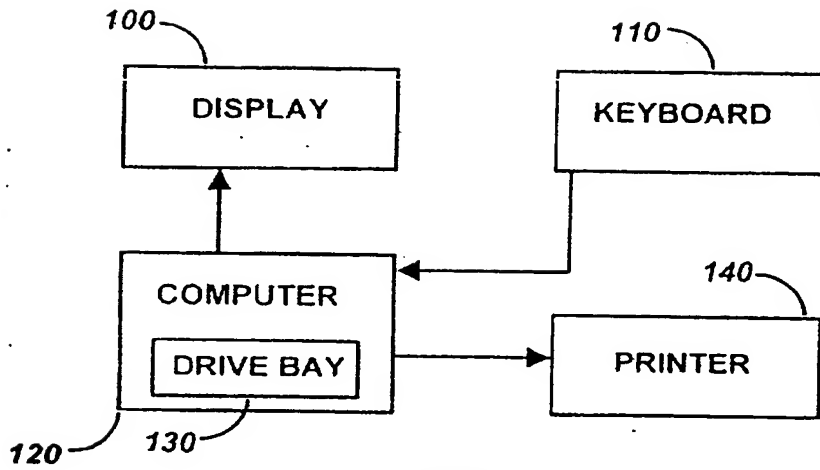 100
110
DISPLAY
KEYBOARD
COMPUTER
140
DRIVE BAY
PRINTER
120
130